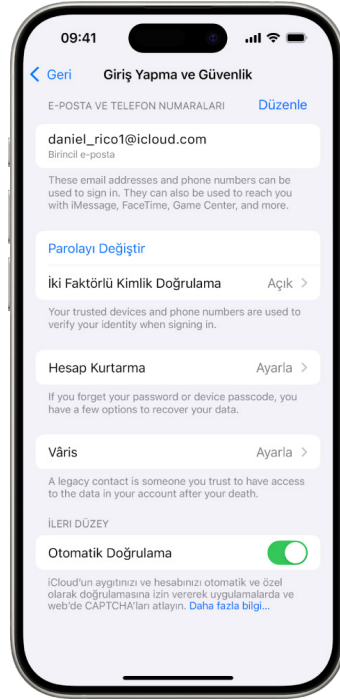 09:41
Geri
Giriş Yapma ve Güvenlik
E-POSTA VE TELEFON NUMARALARI
Düzenle
daniel_rico1@icloud.com
Birincil e-posta
These email addresses and phone numbers can be
used to sign in. They can also be used to reach you
with iMessage, FaceTime, Game Center, and more.
Parolayı Değiştir
İki Faktörlü Kimlik Doğrulama
Açık
Your trusted devices and phone numbers are used to
verify your identity when signing in.
Hesap Kurtarma
Ayarla
If you forget your password or device passcode, you
have a few options to recover your data.
Vâris
Ayarla
A legacy contact is someone you trust to have access
to the data in your account after your death.
İLERİ DÜZEY
Otomatik Doğrulama
iCloud'un aygıtınızı ve hesabınızı otomatik ve özel
olarak doğrulamasına izin vererek uygulamalarda ve
web'de CAPTCHA'ları atlayın. Daha fazla bilgi...